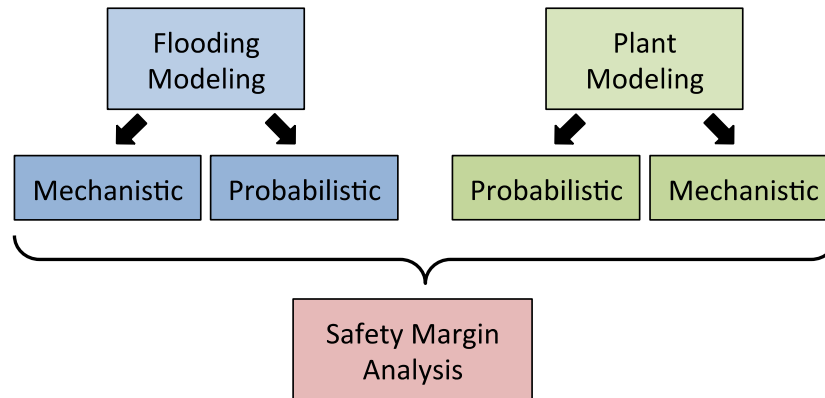 Flooding
Modeling
Plant
Modeling
Mechanistic
Probabilistic
Probabilistic
Mechanistic
Safety Margin
Analysis